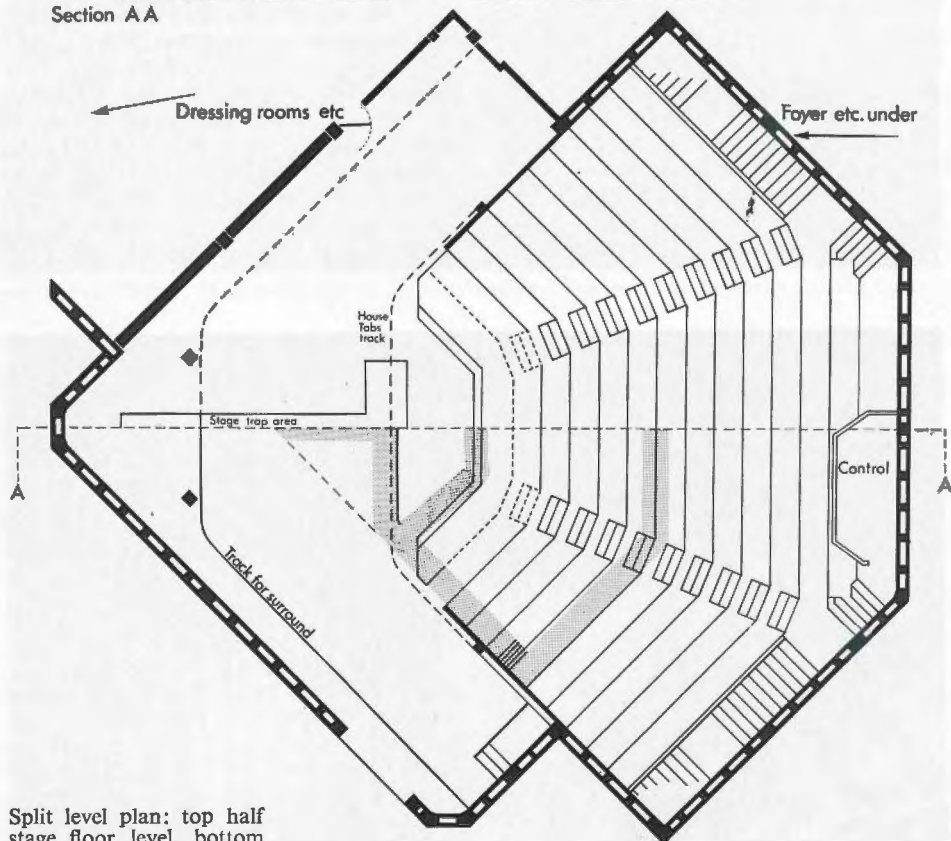 Section A A
Dressing rooms etc
Foyer etc. under
House
Tabs
track
Stage trap area
A
A
Control
Track for surround
Split level plan: top half
stage floor level, bottom